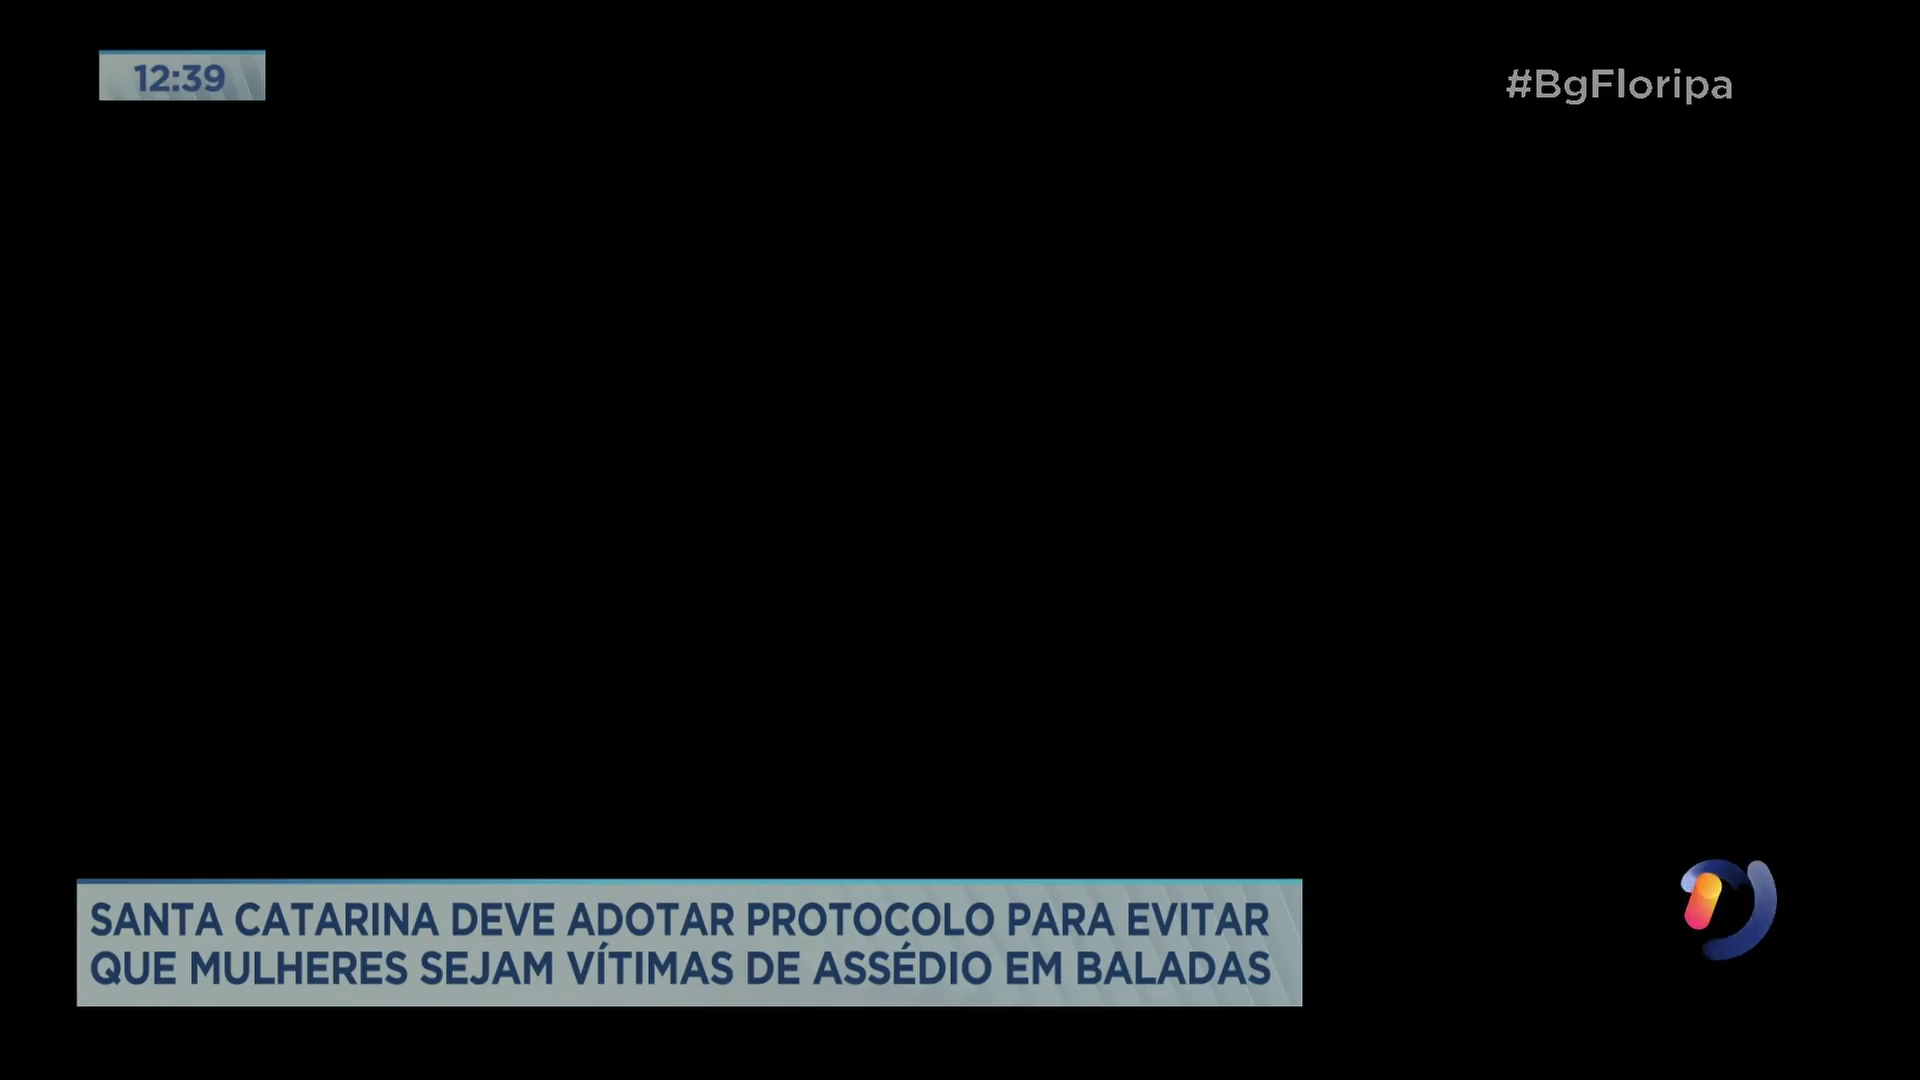 12:39
#BgFloripa
SANTA CATARINA DEVE ADOTAR PROTOCOLO PARA EVITAR
QUE MULHERES SEJAM VÍTIMAS DE ASSÉDIO EM BALADAS